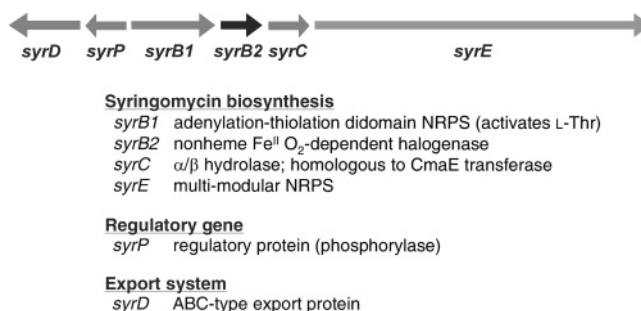 syrD syrP syrB1 syrB2 syrC syrE
Syringomycin biosynthesis
syrB1 adenylation-thiolation didomain NRPS (activates L-Thr)
syrB2 nonheme Fe^II O₂-dependent halogenase
syrC α/β hydrolase; homologous to CmaE transferase
syrE multi-modular NRPS
Regulatory gene
syrP regulatory protein (phosphorylase)
Export system
syrD ABC-type export protein